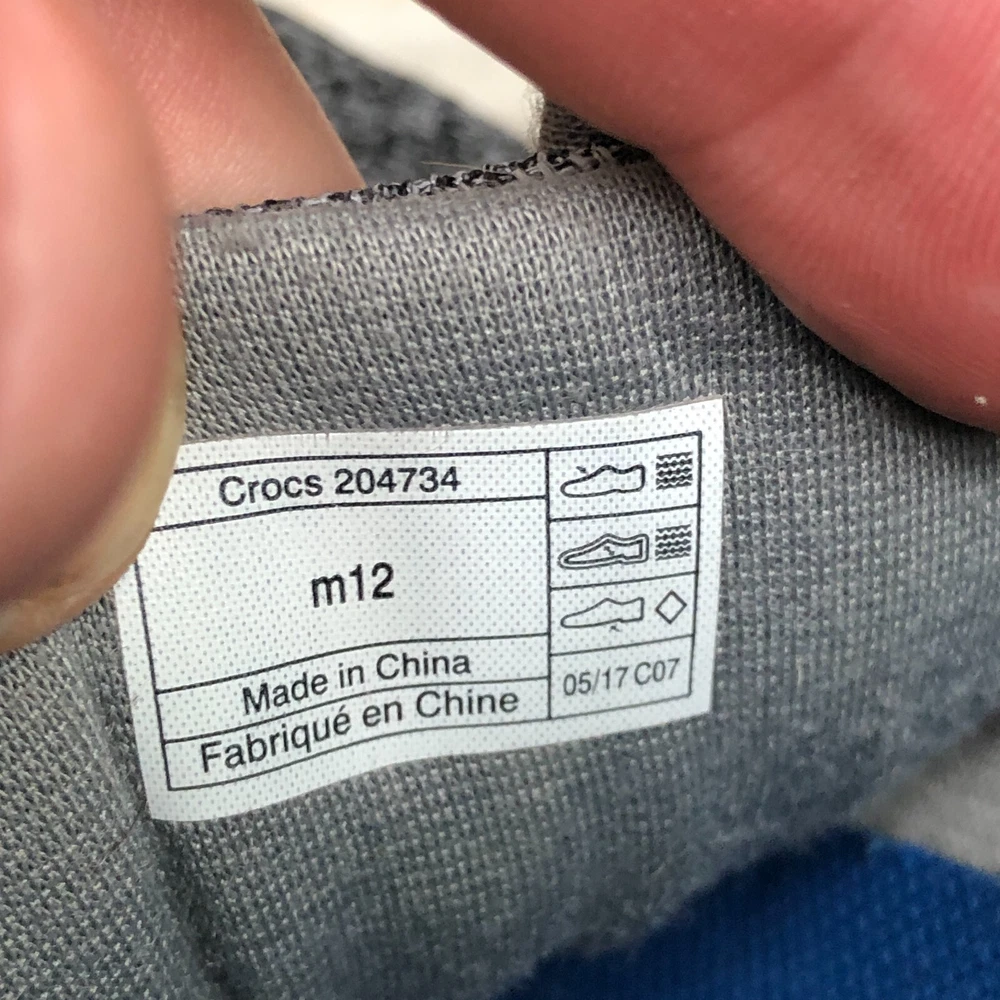 Crocs 204734
m12
Made in China
Fabriqué en Chine
05/17 C07